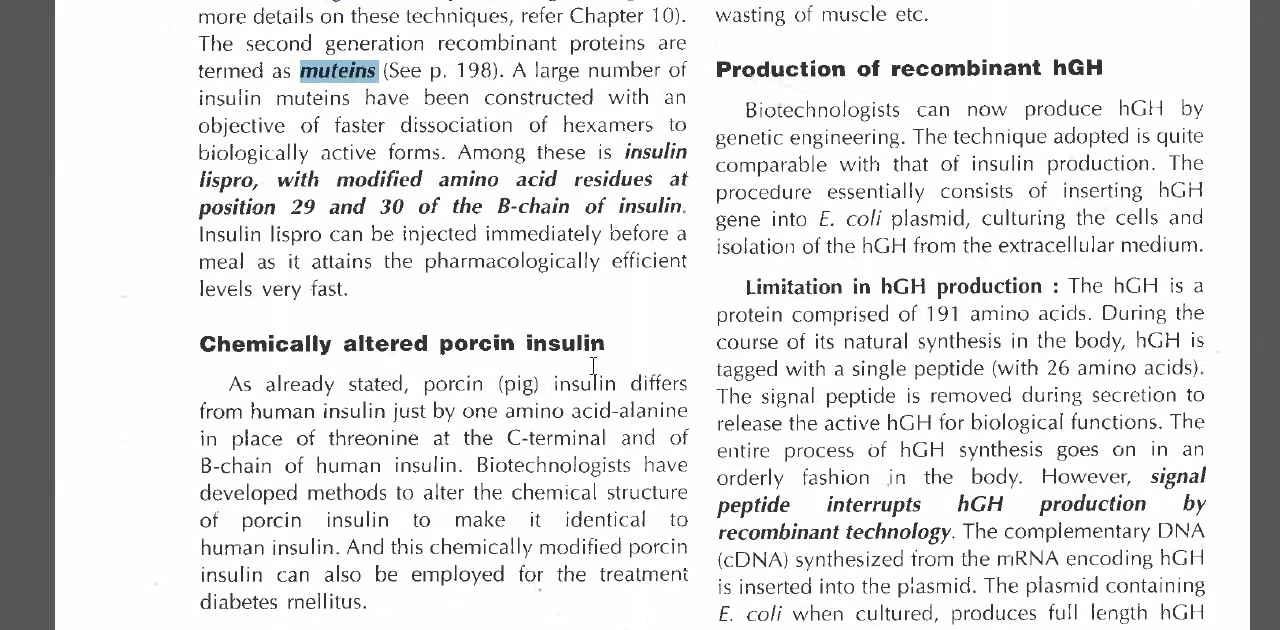 more details on these techniques, refer Chapter 10).
The second generation recombinant proteins are
termed as muteins (See p. 198). A large number of
insulin muteins have been constructed with an
objective of faster dissociation of hexamers to
biologically active forms. Among these is insulin
lispro, with modified amino acid residues at
position 29 and 30 of the B-chain of insulin.
Insulin lispro can be injected immediately before a
meal as it attains the pharmacologically efficient
levels very fast.
Chemically altered porcin insulin
As already stated, porcin (pig) insulin differs
from human insulin just by one amino acid-alanine
in place of threonine at the C-terminal and of
B-chain of human insulin. Biotechnologists have
developed methods to alter the chemical structure
of porcin insulin to make it identical to
human insulin. And this chemically modified porcin
insulin can also be employed for the treatment
diabetes mellitus.
wasting of muscle etc.
Production of recombinant hGH
Biotechnologists can now produce hGH by
genetic engineering. The technique adopted is quite
comparable with that of insulin production. The
procedure essentially consists of inserting hGH
gene into E. coli plasmid, culturing the cells and
isolation of the hGH from the extracellular medium.
Limitation in hGH production : The hGH is a
protein comprised of 191 amino acids. During the
course of its natural synthesis in the body, hGH is
tagged with a single peptide (with 26 amino acids).
The signal peptide is removed during secretion to
release the active hGH for biological functions. The
entire process of hGH synthesis goes on in an
orderly fashion in the body. However, signal
peptide interrupts hGH production by
recombinant technology. The complementary DNA
(cDNA) synthesized from the mRNA encoding hGH
is inserted into the plasmid. The plasmid containing
E. coli when cultured, produces full length hGH